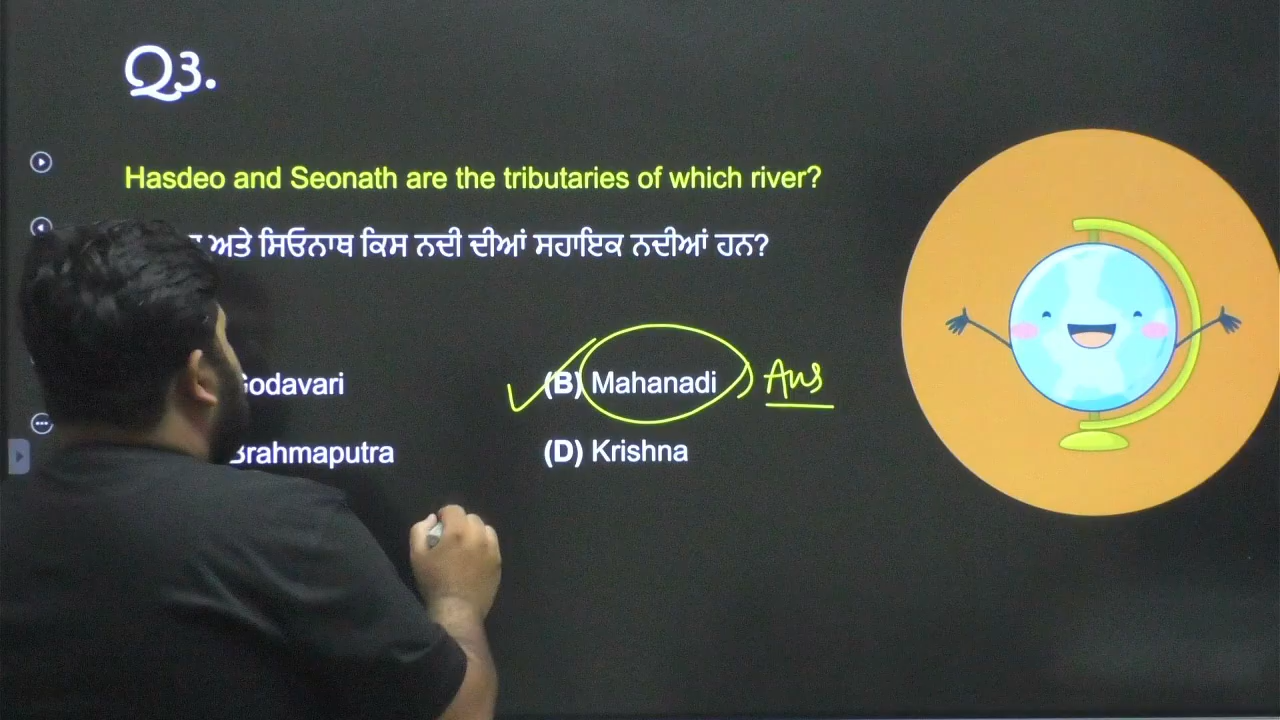 Q3.
Hasdeo and Seonath are the tributaries of which river?
ਅਤੇ ਸਿਓਨਾਥ ਕਿਸ ਨਦੀ ਦੀਆਂ ਸਹਾਇਕ ਨਦੀਆਂ ਹਨ?
Godavari (B) Mahanadi Ans
Brahmaputra (D) Krishna